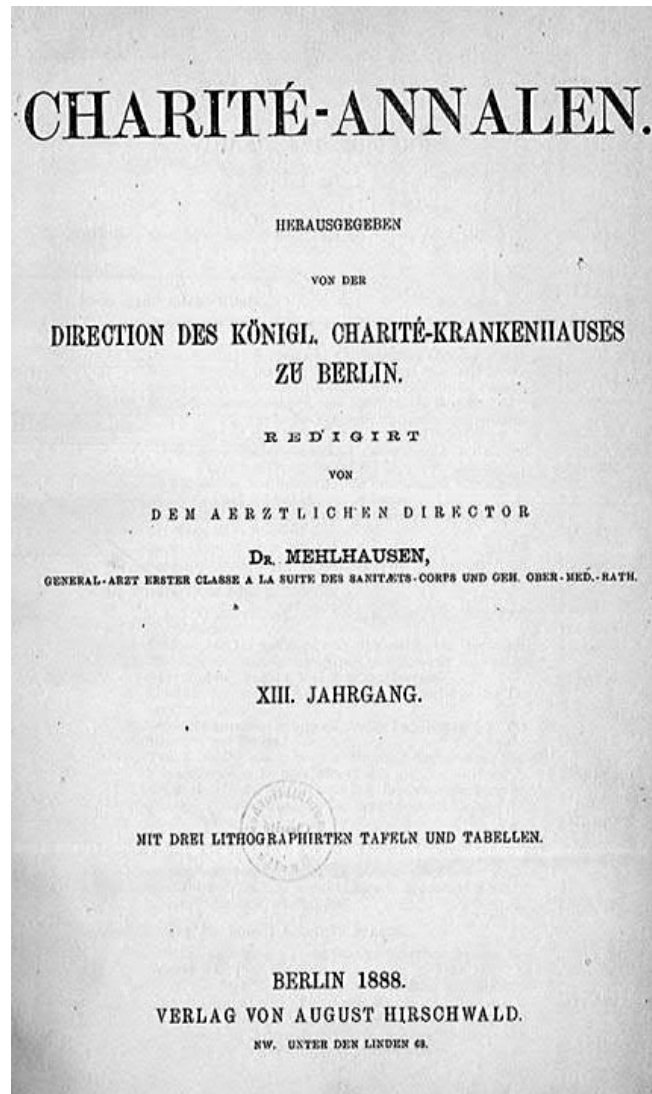 CHARITÉ-ANNALEN.
HERAUSGEGEBEN
VON DER
DIRECTION DES KÖNIGL. CHARITÉ-KRANKENHAUSES
ZU BERLIN.
REDIGIRT
VON
DEM AERZTLICHEN DIRECTOR
DR. MEHLHAUSEN,
GENERAL-ARZT ERSTER CLASSE A LA SUITE DES SANITÆTS-CORPS UND GEH. OBER-MED.-RATH.
XIII. JAHRGANG.
MIT DREI LITHOGRAPHIRTEN TAFELN UND TABELLEN.
BERLIN 1888.
VERLAG VON AUGUST HIRSCHWALD.
NW. UNTER DEN LINDEN 68.